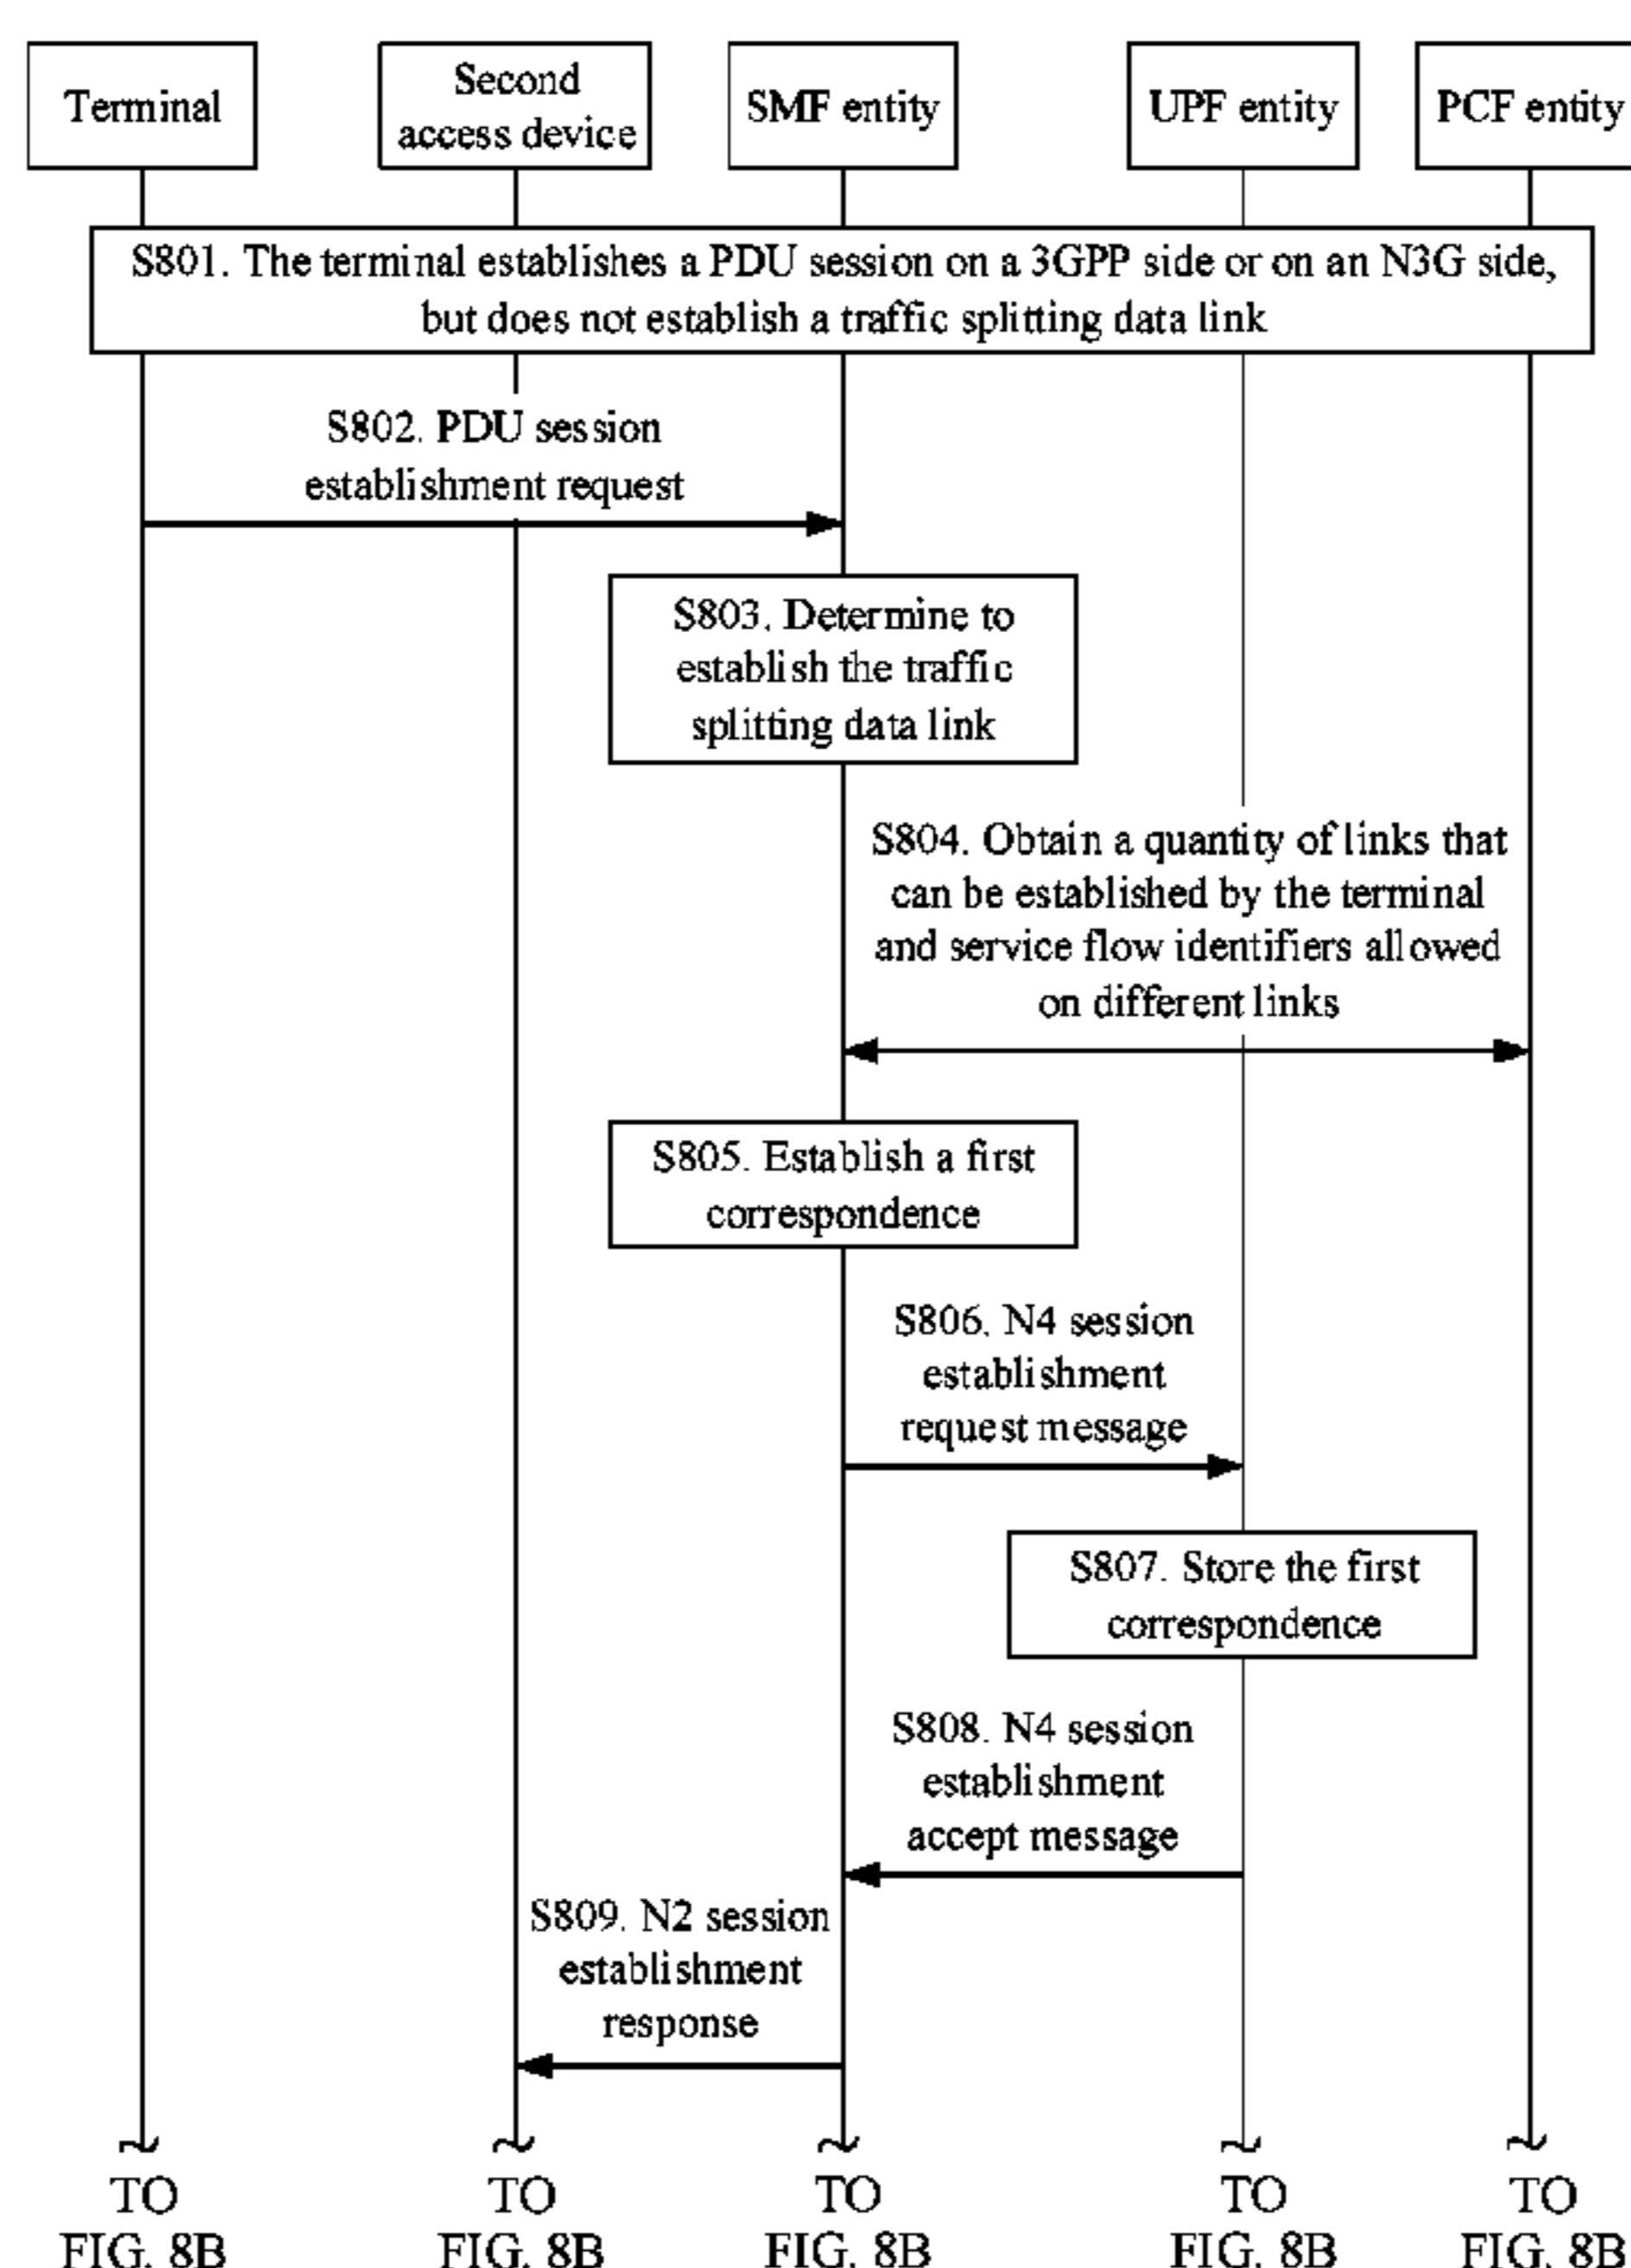 Terminal
Second
access device
SMF entity
UPF entity
PCF entity
S801. The terminal establishes a PDU session on a 3GPP side or on an N3G side,
but does not establish a traffic splitting data link
S802. PDU session
establishment request
S803. Determine to
establish the traffic
splitting data link
S804. Obtain a quantity of links that
can be established by the terminal
and service flow identifiers allowed
on different links
S805. Establish a first
correspondence
S806. N4 session
establishment
request message
S807. Store the first
correspondence
S808. N4 session
establishment
accept message
S809. N2 session
establishment
response
TO
FIG. 8B
TO
FIG. 8B
TO
FIG. 8B
TO
FIG. 8B
TO
FIG. 8B